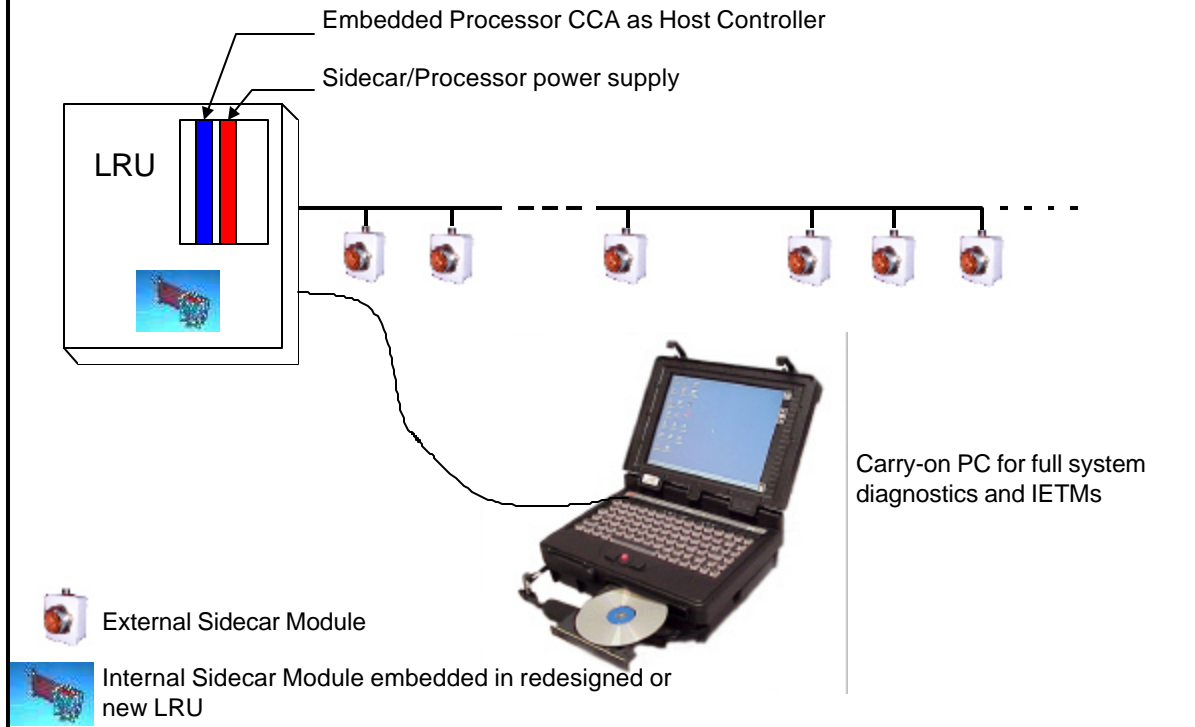 Embedded Processor CCA as Host Controller
Sidecar/Processor power supply
LRU
Carry-on PC for full system
diagnostics and IETMs
External Sidecar Module
Internal Sidecar Module embedded in redesigned or
new LRU